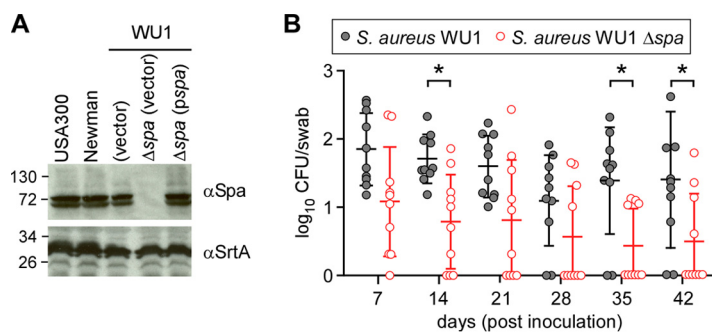 A
WU1
USA300
Newman
(vector)
Δspa (vector)
Δspa (pspa)
130
72
αSpa
34
26
αSrtA
B
S. aureus WU1
S. aureus WU1 Δspa
log10 CFU/swab
3
2
1
0
* * *
7 14 21 28 35 42
days (post inoculation)